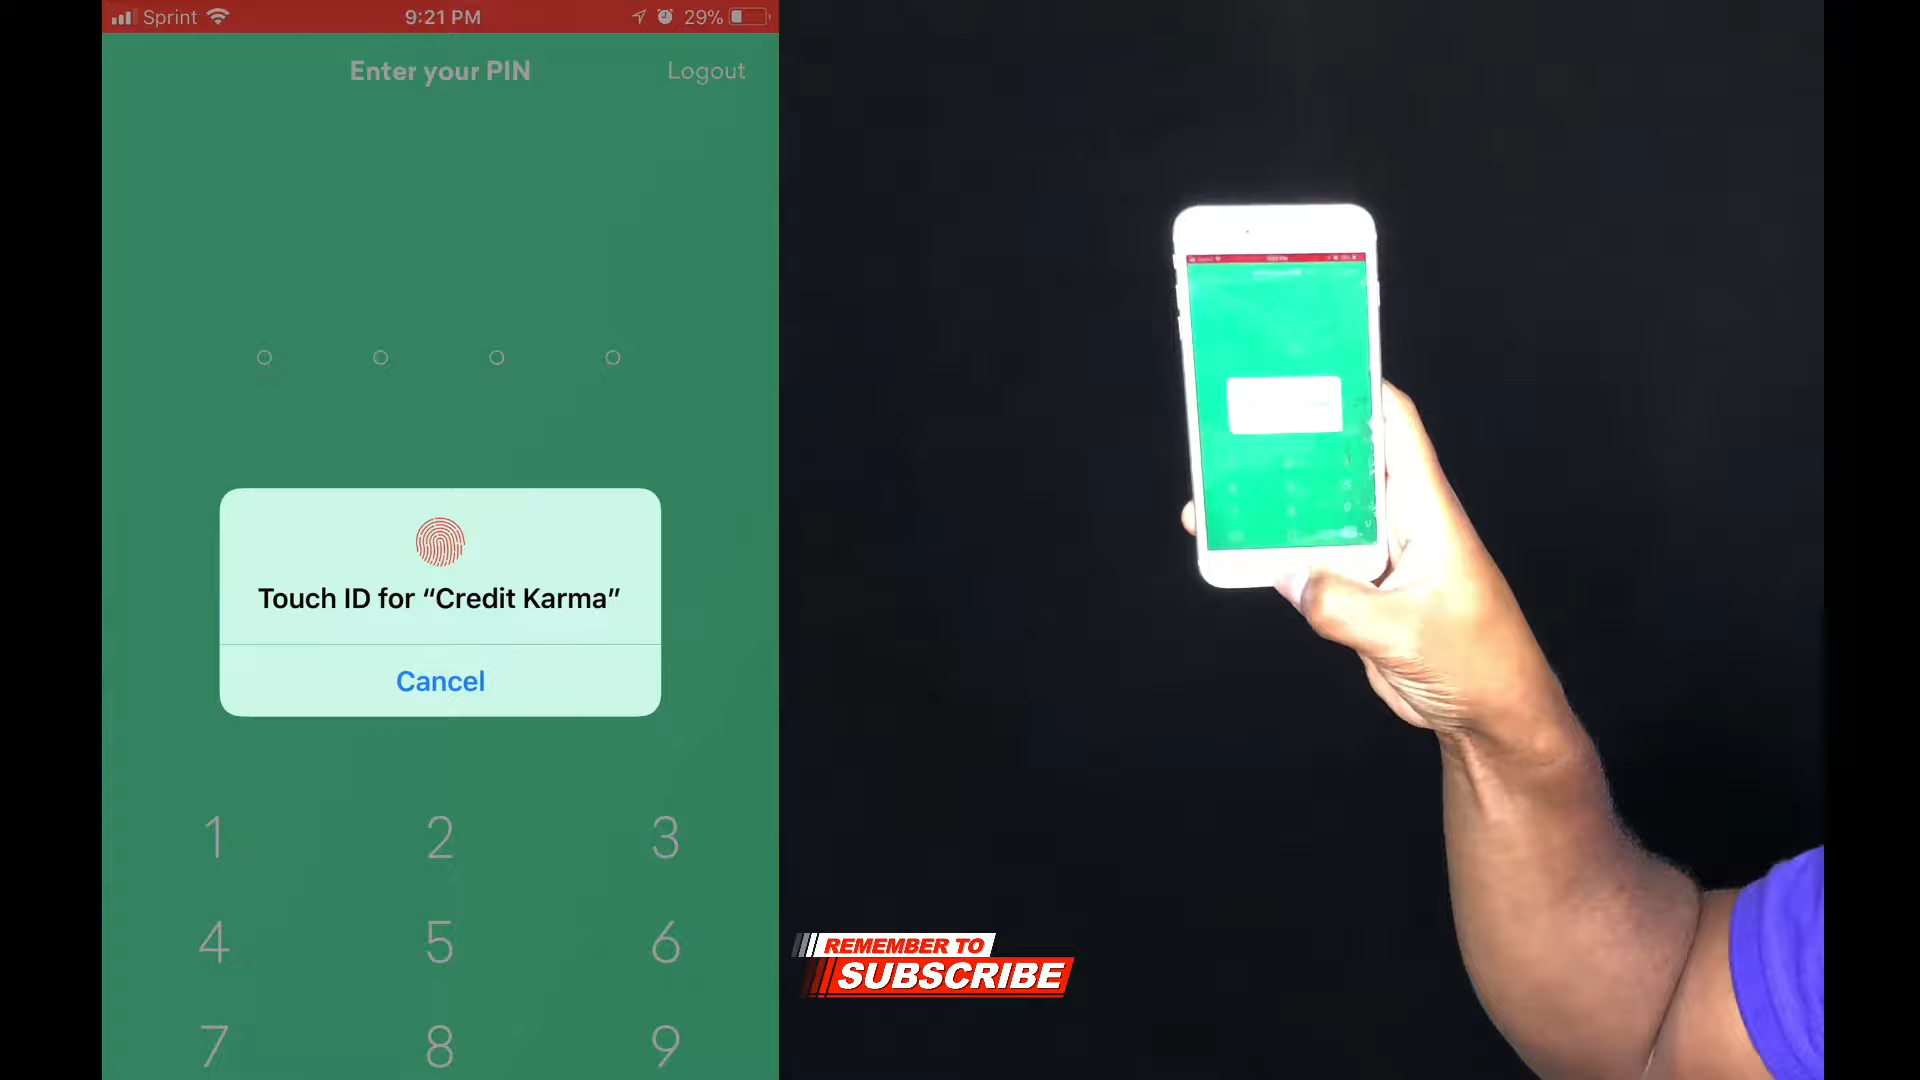 Sprint 9:21 PM 29%
Enter your PIN Logout
Touch ID for “Credit Karma”
Cancel
1 2 3
4 5 6
7 8 9
REMEMBER TO
SUBSCRIBE